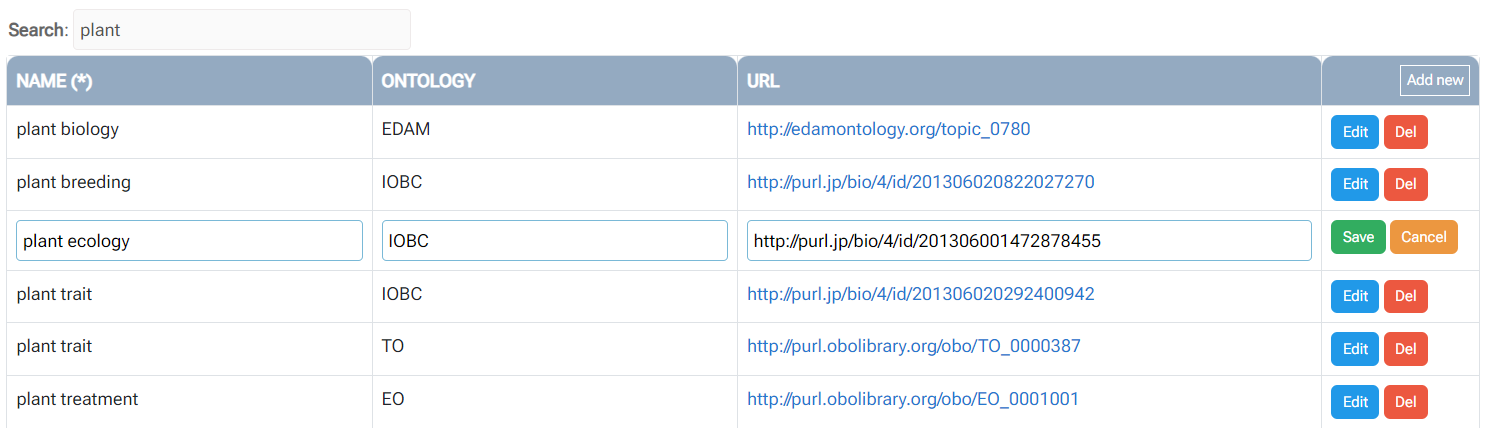 Search: plant
NAME (*) ONTOLOGY URL Add new
plant biology EDAM http://edamontology.org/topic_0780 Edit Del
plant breeding IOBC http://purl.jp/bio/4/id/201306020822027270 Edit Del
plant ecology IOBC http://purl.jp/bio/4/id/201306001472878455 Save Cancel
plant trait IOBC http://purl.jp/bio/4/id/201306020292400942 Edit Del
plant trait TO http://purl.obolibrary.org/obo/TO_0000387 Edit Del
plant treatment EO http://purl.obolibrary.org/obo/EO_0001001 Edit Del